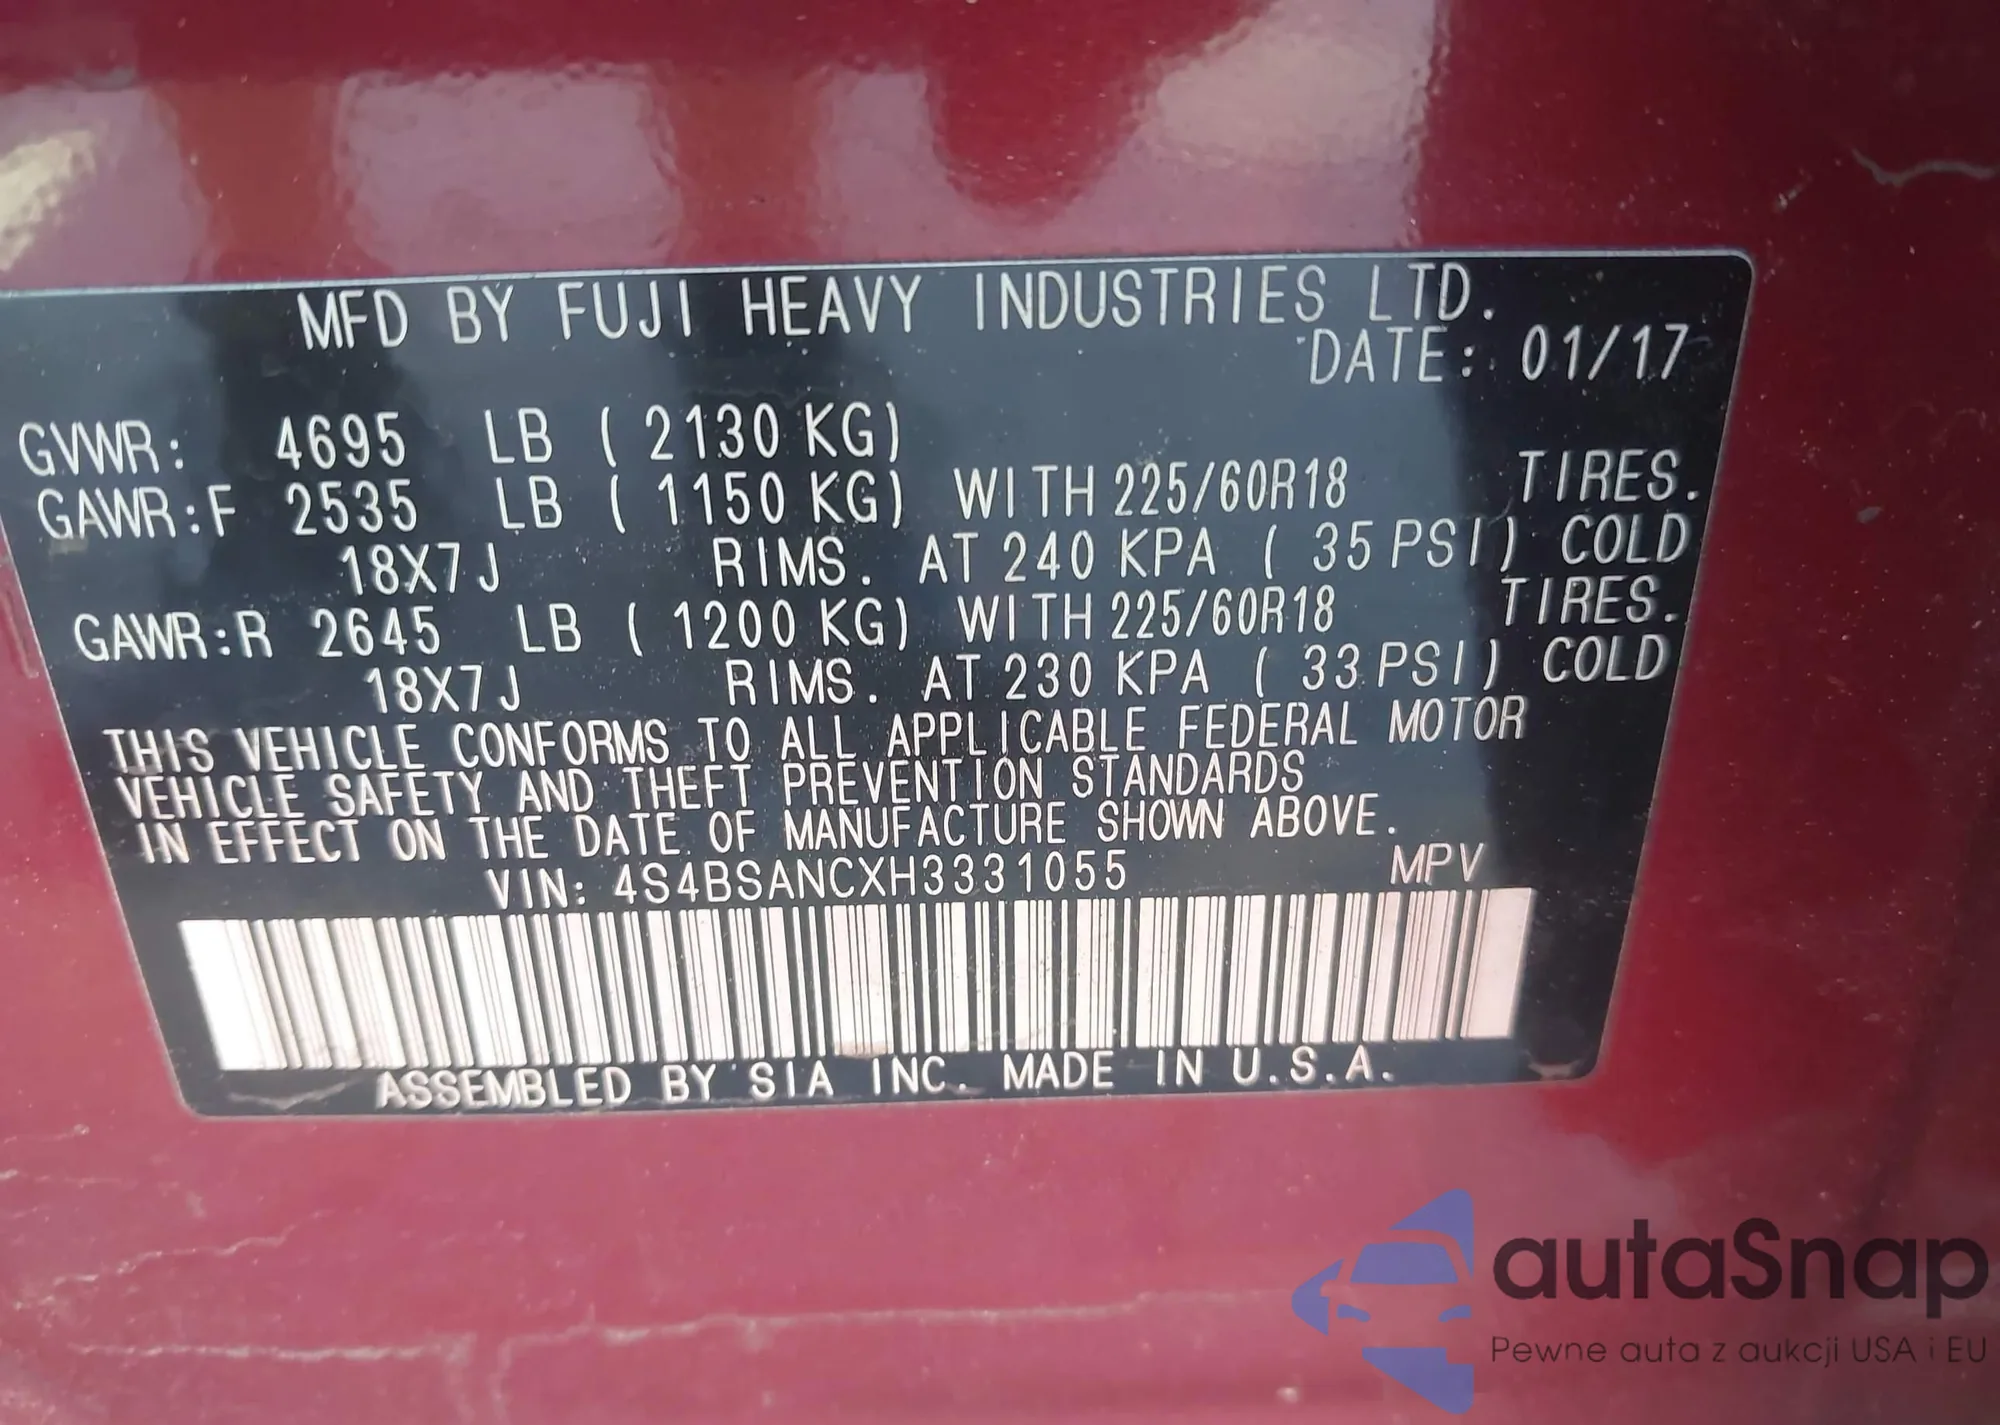 MFD BY FUJI HEAVY INDUSTRIES LTD.
DATE: 01/17
GVWR: 4695 LB ( 2130 KG)
GAWR:F 2535 LB ( 1150 KG) WITH 225/60R18 TIRES.
18X7J RIMS. AT 240 KPA ( 35 PSI) COLD
GAWR:R 2645 LB ( 1200 KG) WITH 225/60R18 TIRES.
18X7J RIMS. AT 230 KPA ( 33 PSI) COLD
THIS VEHICLE CONFORMS TO ALL APPLICABLE FEDERAL MOTOR
VEHICLE SAFETY AND THEFT PREVENTION STANDARDS
IN EFFECT ON THE DATE OF MANUFACTURE SHOWN ABOVE.
VIN: 4S4BSANCXH3331055 MPV
ASSEMBLED BY SIA INC. MADE IN U.S.A.
autaSnap
Pewne auta z aukcji USA i EU